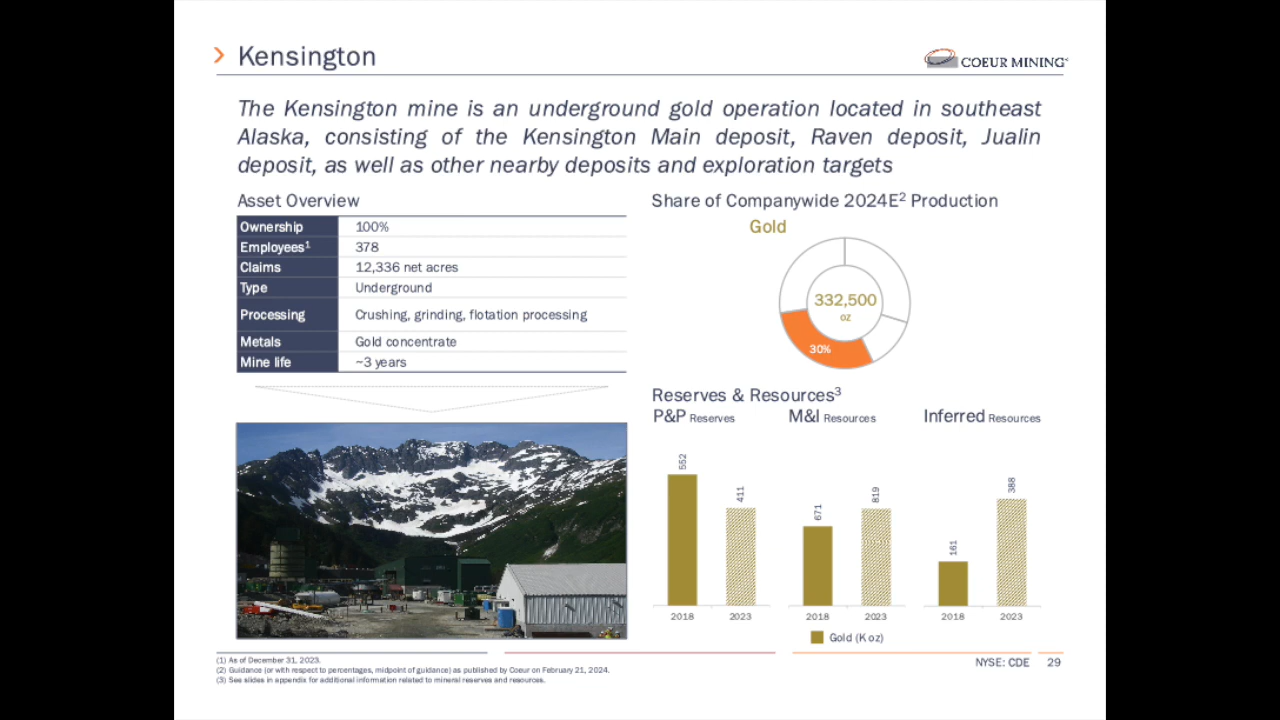 Kensington
COEUR MINING
The Kensington mine is an underground gold operation located in southeast
Alaska, consisting of the Kensington Main deposit, Raven deposit, Jualin
deposit, as well as other nearby deposits and exploration targets
Asset Overview
Ownership 100%
Employees¹ 378
Claims 12,336 net acres
Type Underground
Processing Crushing, grinding, flotation processing
Metals Gold concentrate
Mine life ~3 years
Share of Companywide 2024E² Production
Gold
332,500
oz
30%
Reserves & Resources³
P&P Reserves M&I Resources Inferred Resources
552 411 671 819 161 388
2018 2023 2018 2023 2018 2023
Gold (K oz)
(1) As of December 31, 2023.
(2) Guidance (or with respect to percentages, midpoint of guidance) as published by Coeur on February 21, 2024.
(3) See slides in appendix for additional information related to mineral reserves and resources.
NYSE: CDE 29